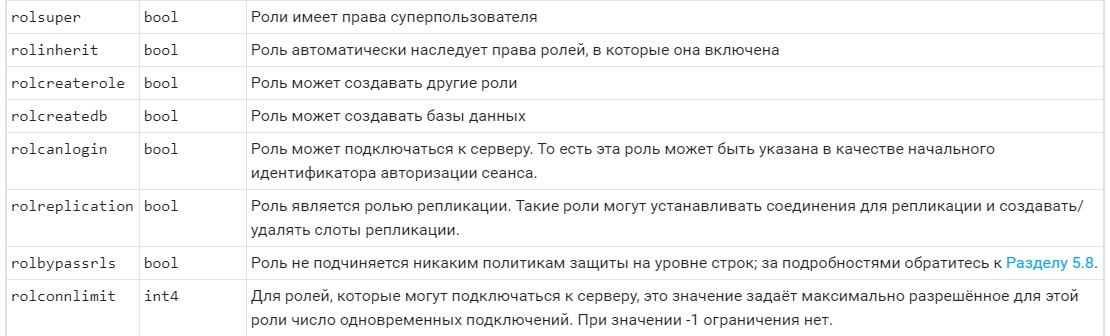 rolsuper bool Роли имеет права суперпользователя
rolinherit bool Роль автоматически наследует права ролей, в которые она включена
rolcreaterole bool Роль может создавать другие роли
rolcreatedb bool Роль может создавать базы данных
rolcanlogin bool Роль может подключаться к серверу. То есть эта роль может быть указана в качестве начального
идентификатора авторизации сеанса.
rolreplication bool Роль является ролью репликации. Такие роли могут устанавливать соединения для репликации и создавать/
удалять слоты репликации.
rolbypassrls bool Роль не подчиняется никаким политикам защиты на уровне строк; за подробностями обратитесь к Разделу 5.8.
rolconnlimit int4 Для ролей, которые могут подключаться к серверу, это значение задаёт максимально разрешённое для этой
роли число одновременных подключений. При значении -1 ограничения нет.